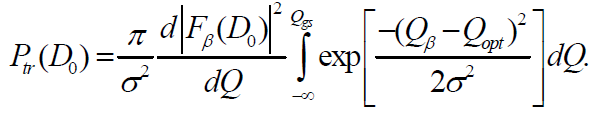 P_{tr}(D_0) = \frac{\pi}{\sigma^2} \frac{d|F_\beta(D_0)|^2}{dQ} \int_{-\infty}^{Q_{gs}} \exp\left[\frac{-(Q_\beta - Q_{opt})^2}{2\sigma^2}\right] dQ.